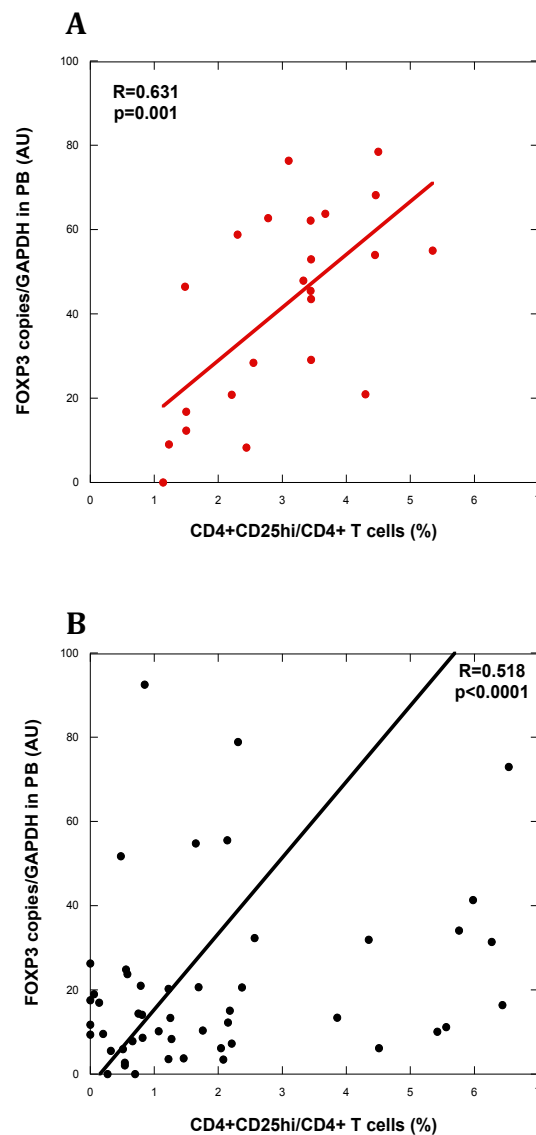 A
R=0.631
p=0.001
FOXP3 copies/GAPDH in PB (AU)
100
80
60
40
20
0
0 1 2 3 4 5 6 7
CD4+CD25hi/CD4+ T cells (%)
B
R=0.518
p<0.0001
FOXP3 copies/GAPDH in PB (AU)
100
80
60
40
20
0
0 1 2 3 4 5 6 7
CD4+CD25hi/CD4+ T cells (%)